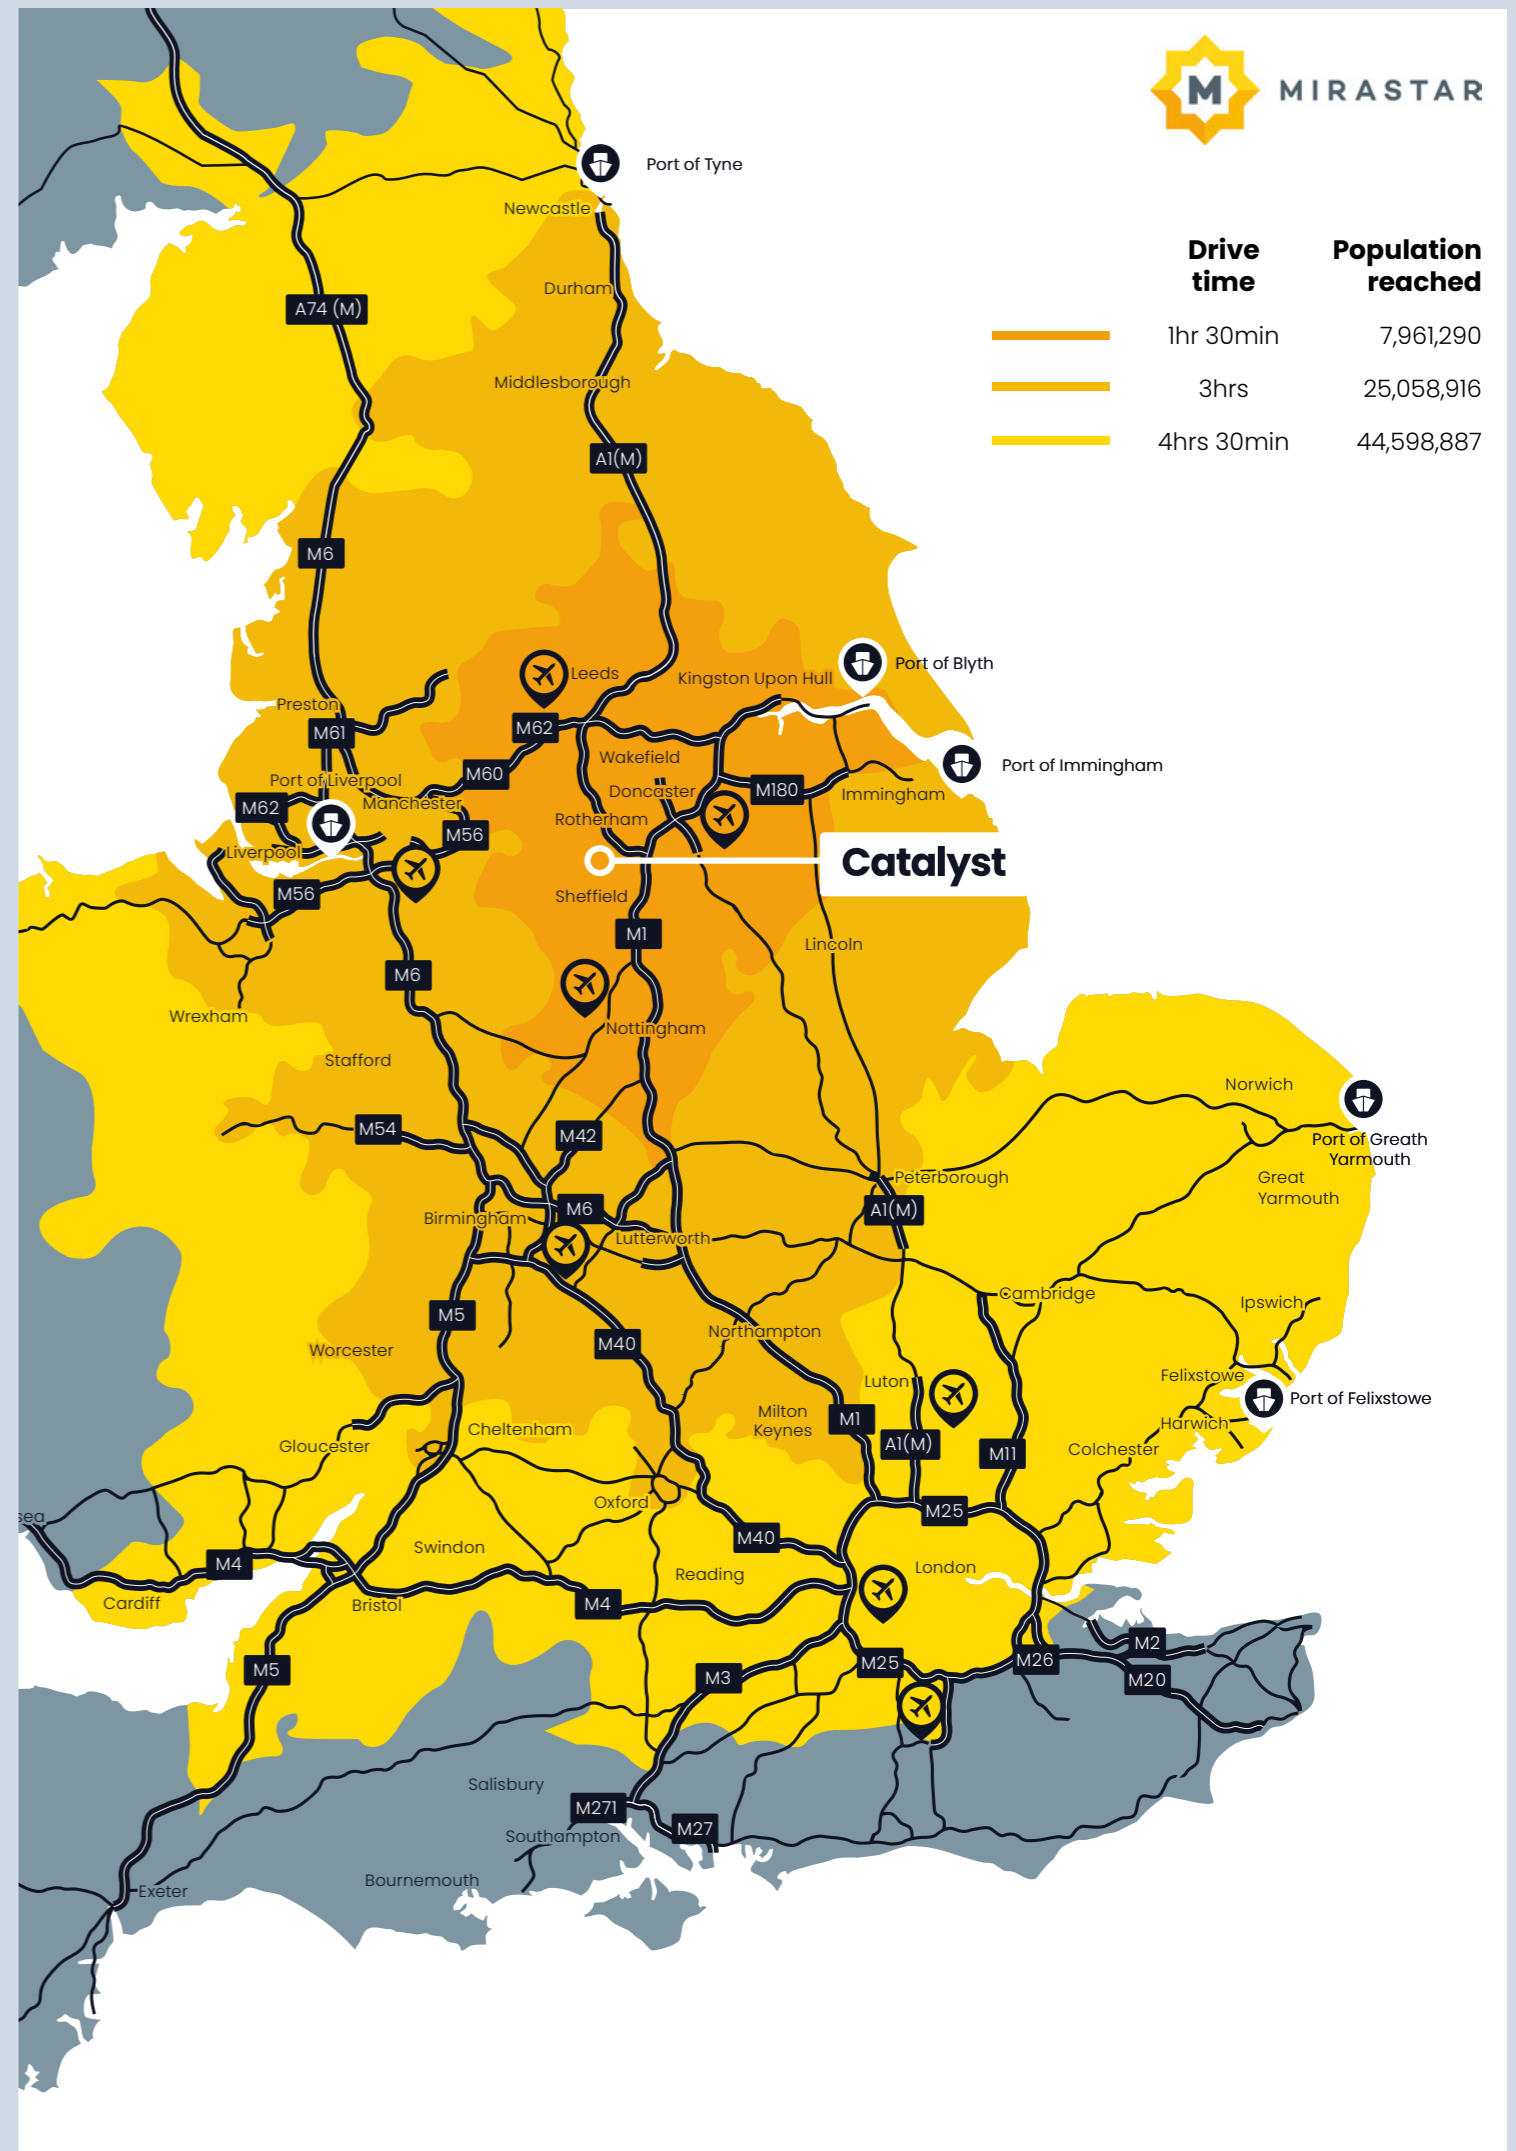 M MIRASTAR
Port of Tyne
Newcastle
Drive time
Population reached
1hr 30min 7,961,290
3hrs 25,058,916
4hrs 30min 44,598,887
Durham
A74 (M)
Middlesborough
A1(M)
M6
Port of Blyth
Leeds
Kingston Upon Hull
Preston
M61
M62
Wakefield
Port of Immingham
M60
Port of Liverpool
Doncaster
M180
Immingham
M62
Manchester
Rotherham
M56
Liverpool
Catalyst
M56
Sheffield
M1
Lincoln
M6
Wrexham
Nottingham
Stafford
Norwich
M54
M42
Port of Greath
Yarmouth
Peterborough
Great
Yarmouth
M6
A1(M)
Birmingham
Lutterworth
Cambridge
Ipswich
M5
Northampton
M40
Worcester
Felixstowe
Luton
Port of Felixstowe
Milton
Keynes
M1
Harwich
Cheltenham
Gloucester
A1(M)
M11
Colchester
Oxford
M25
sea
M40
Swindon
M4
Reading
London
Cardiff
Bristol
M4
M2
M5
M3
M25
M26
M20
Salisbury
M271
Southampton
M27
Bournemouth
Exeter